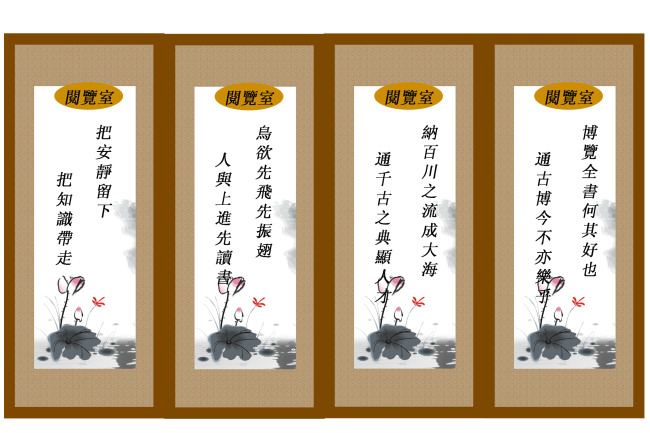 閱覽室
把安靜留下
把知識帶走
閱覽室
鳥欲先飛先振翅
人與上進先讀書
閱覽室
納百川之流成大海
通千古之典顯人才
閱覽室
博覽全書何其好也
通古博今不亦樂乎